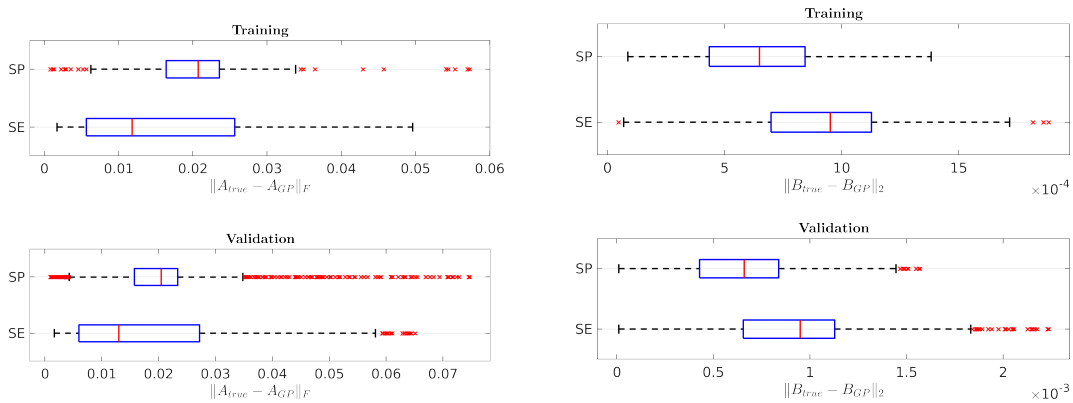 Training
SP
SE
0 0.01 0.02 0.03 0.04 0.05 0.06
∥A_true − A_GP∥_F
Training
SP
SE
0 5 10 15
∥B_true − B_GP∥_2
×10^-4
Validation
SP
SE
0 0.01 0.02 0.03 0.04 0.05 0.06 0.07
∥A_true − A_GP∥_F
Validation
SP
SE
0 0.5 1 1.5 2
∥B_true − B_GP∥_2
×10^-3